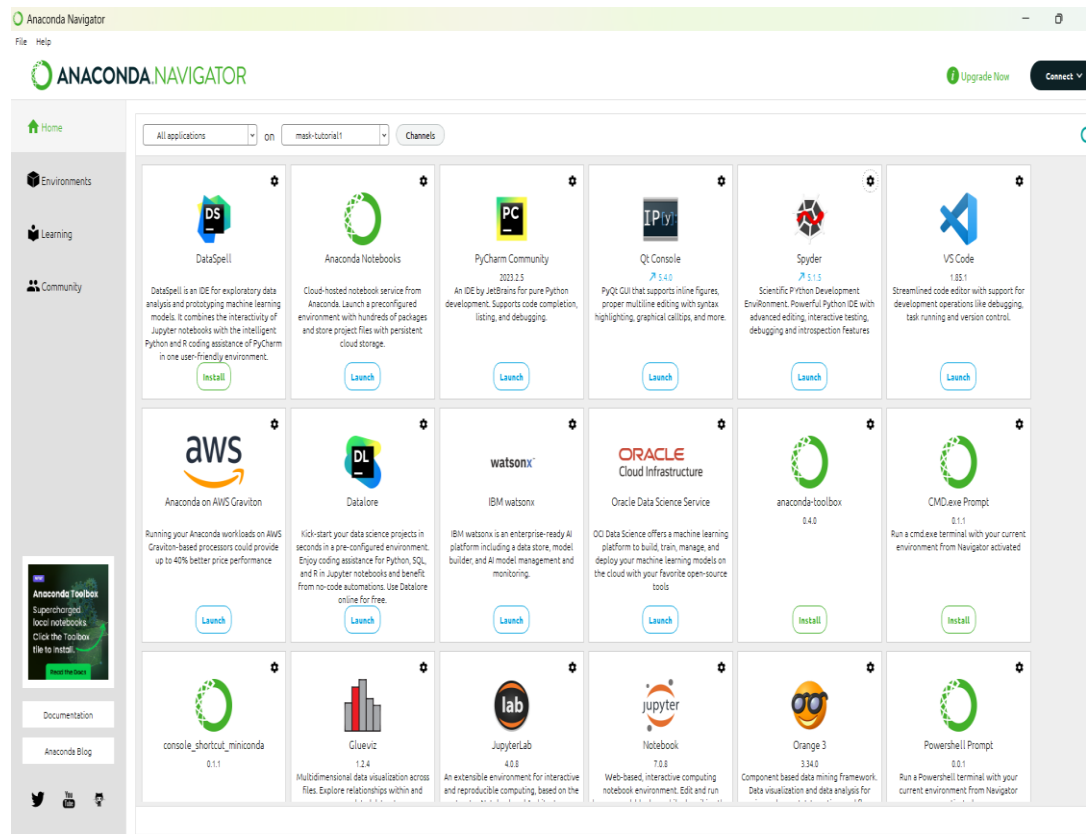 Anaconda Navigator
File Help
ANACONDA.NAVIGATOR
i Upgrade Now
Connect
Home
Environments
Learning
Community
All applications
on
mask-tutorial1
Channels
DS
DataSpell
DataSpell is an IDE for exploratory data
analysis and prototyping machine learning
models. It combines the interactivity of
Jupyter notebooks with the intelligent
Python and R coding assistance of PyCharm
in one user-friendly environment.
Install
Anaconda Notebooks
Cloud-hosted notebook service from
Anaconda. Launch a preconfigured
environment with hundreds of packages
and store project files with persistent
cloud storage.
Launch
PC
PyCharm Community
2023.2.5
An IDE by JetBrains for pure Python
development. Supports code completion,
listing, and debugging.
Launch
IP[y]:
Qt Console
5.4.0
PyQt GUI that supports inline figures,
proper multiline editing with syntax
highlighting, graphical calltips, and more.
Launch
Spyder
5.1.5
Scientific PYthon Development
EnviRonment. Powerful Python IDE with
advanced editing, interactive testing,
debugging and introspection features
Launch
VS Code
1.85.1
Streamlined code editor with support for
development operations like debugging,
task running and version control.
Launch
aws
Anaconda on AWS Graviton
Running your Anaconda workloads on AWS
Graviton-based processors could provide
up to 40% better price performance
Launch
DL
Datalore
Kick-start your data science projects in
seconds in a pre-configured environment.
Enjoy coding assistance for Python, SQL,
and R in Jupyter notebooks and benefit
from no-code automations. Use Datalore
online for free.
Launch
watsonx
IBM watsonx
IBM watsonx is an enterprise-ready AI
platform including a data store, model
builder, and AI model management and
monitoring.
Launch
ORACLE
Cloud Infrastructure
Oracle Data Science Service
OCI Data Science offers a machine learning
platform to build, train, manage, and
deploy your machine learning models on
the cloud with your favorite open-source
tools
Launch
anaconda-toolbox
0.4.0
Install
CMD.exe Prompt
0.1.1
Run a cmd.exe terminal with your current
environment from Navigator activated
Install
console_shortcut_miniconda
0.1.1
Glueviz
1.2.4
Multidimensional data visualization across
files. Explore relationships within and
lab
JupyterLab
4.0.8
An extensible environment for interactive
and reproducible computing, based on the
jupyter
Notebook
7.0.8
Web-based, interactive computing
notebook environment. Edit and run
Orange 3
3.34.0
Component based data mining framework.
Data visualization and data analysis for
Powershell Prompt
0.0.1
Run a Powershell terminal with your
current environment from Navigator
NEW
Anaconda Toolbox
Supercharged
local notebooks.
Click the Toolbox
tile to install.
Read the Docs
Documentation
Anaconda Blog
You
Tube